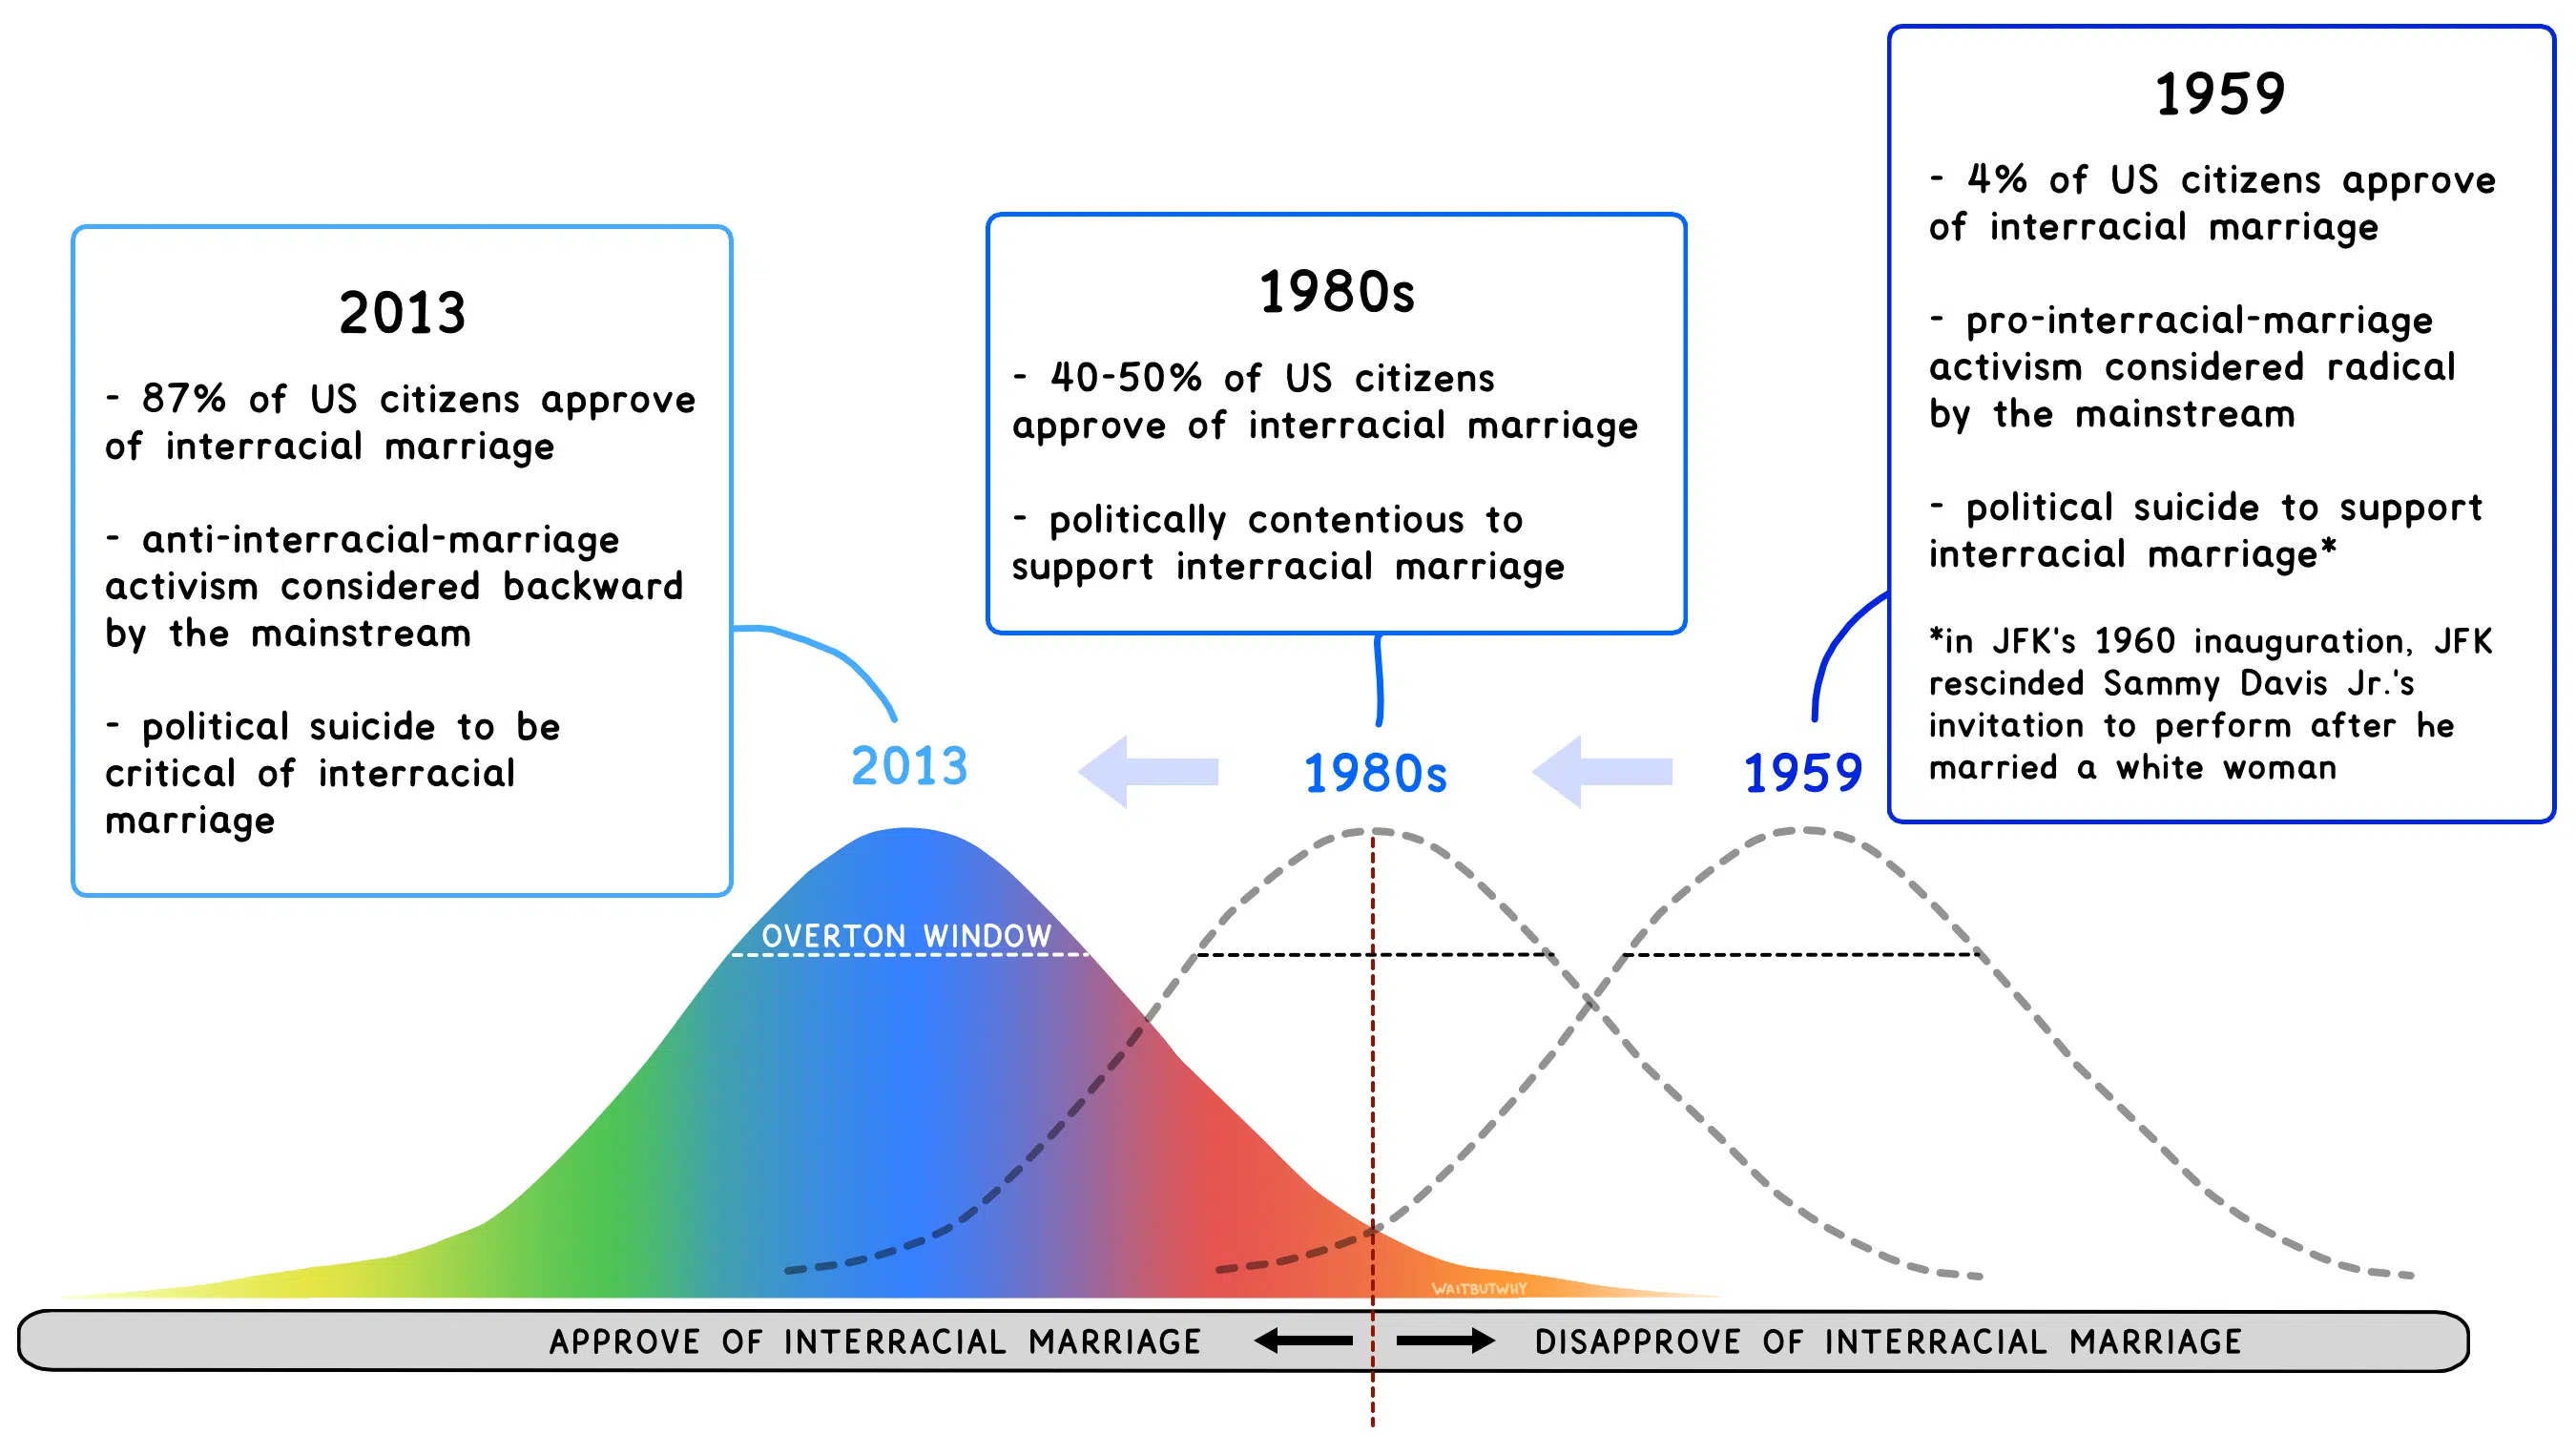 2013
- 87% of US citizens approve
of interracial marriage
- anti-interracial-marriage
activism considered backward
by the mainstream
- political suicide to be
critical of interracial
marriage
1980s
- 40-50% of US citizens
approve of interracial marriage
- politically contentious to
support interracial marriage
1959
- 4% of US citizens approve
of interracial marriage
- pro-interracial-marriage
activism considered radical
by the mainstream
- political suicide to support
interracial marriage*
*in JFK's 1960 inauguration, JFK
rescinded Sammy Davis Jr.'s
invitation to perform after he
married a white woman
2013
1980s
1959
OVERTON WINDOW
WAITBUTWHY
APPROVE OF INTERRACIAL MARRIAGE
DISAPPROVE OF INTERRACIAL MARRIAGE